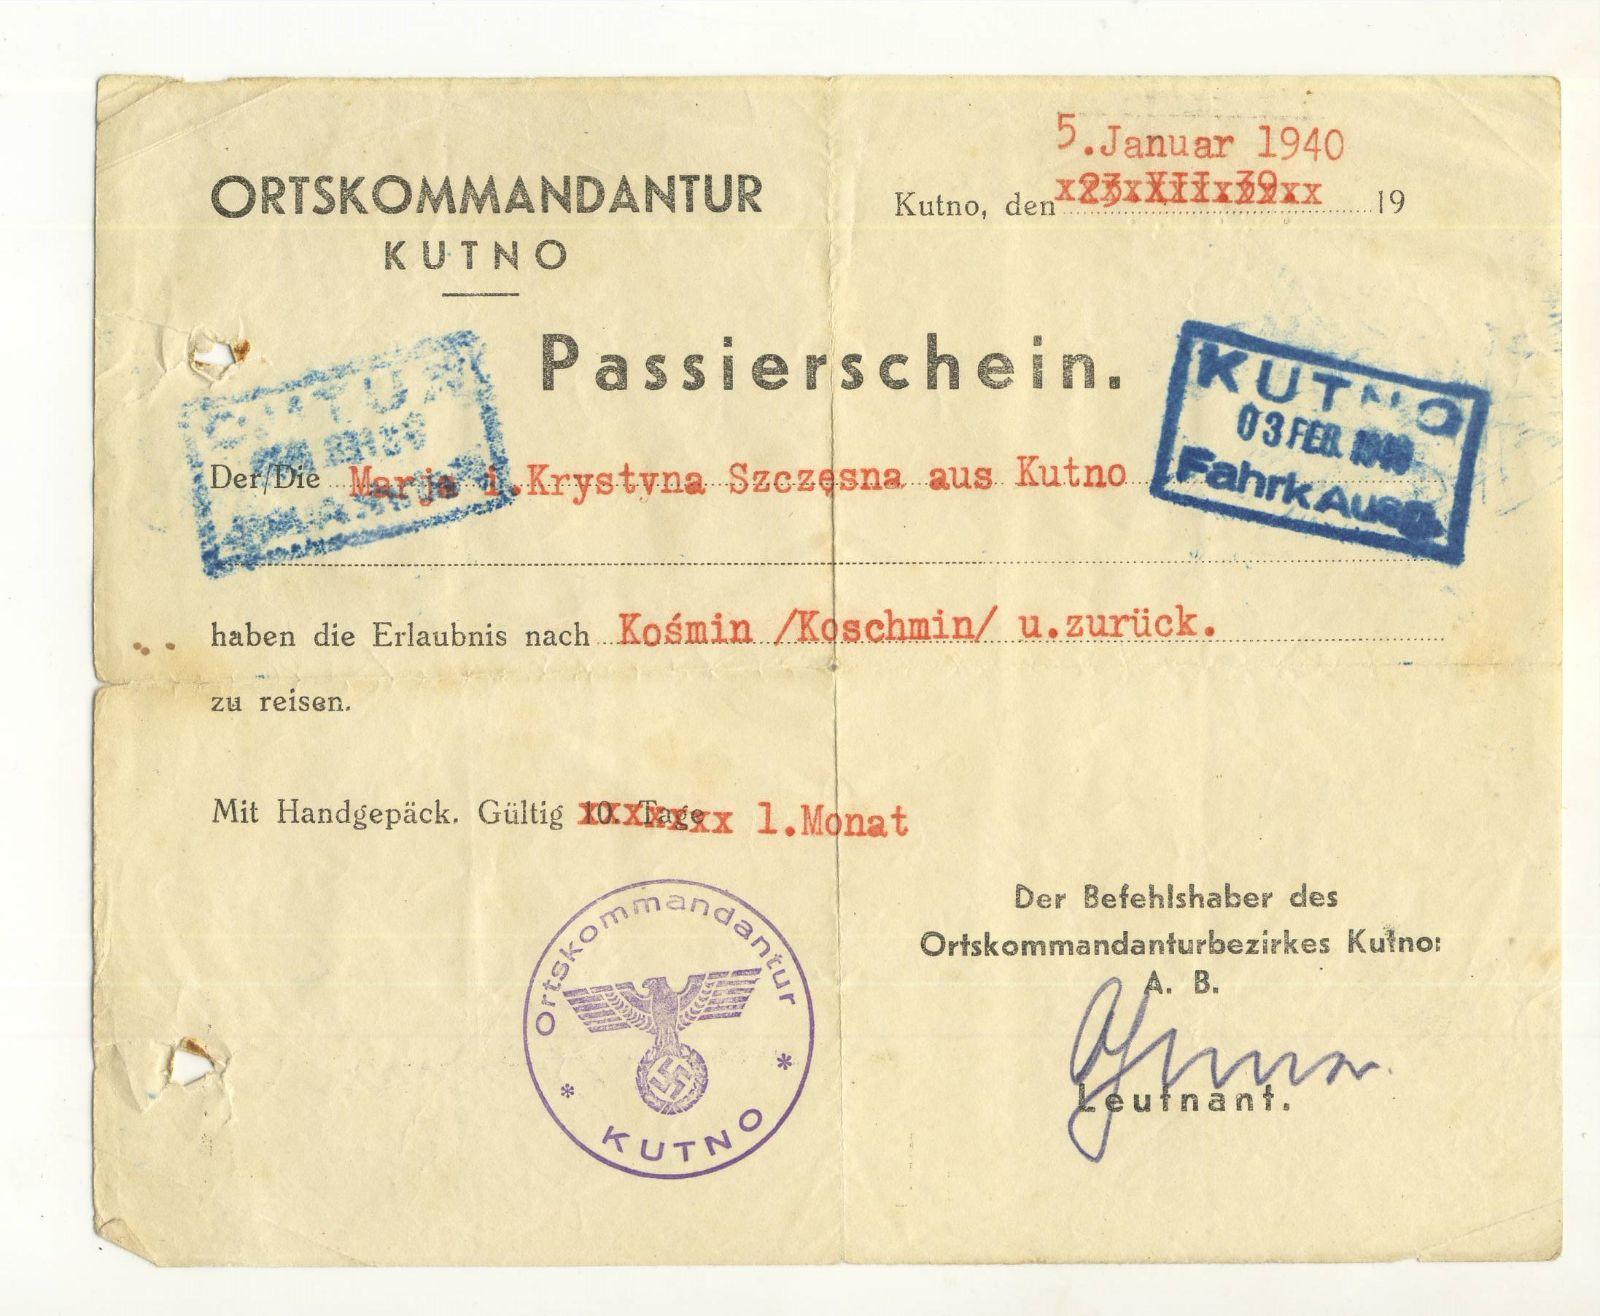 5.Januar 1940
ORTSKOMMANDANTUR
Kutno, den x23xXIIx39xx 19
KUTNO
Passierschein.
KUTNO
03 FEB. 1940
Fahrk.Ausg.
Der/Die Marja i.Krystyna Szczęsna aus Kutno
haben die Erlaubnis nach Kośmin /Koschmin/ u.zurück.
zu reisen.
Mit Handgepäck. Gültig 10 Tage 1.Monat
Der Befehlshaber des
Ortskommandanturbezirkes Kutno:
A. B.
Leutnant.
Ortskommandantur
* KUTNO *